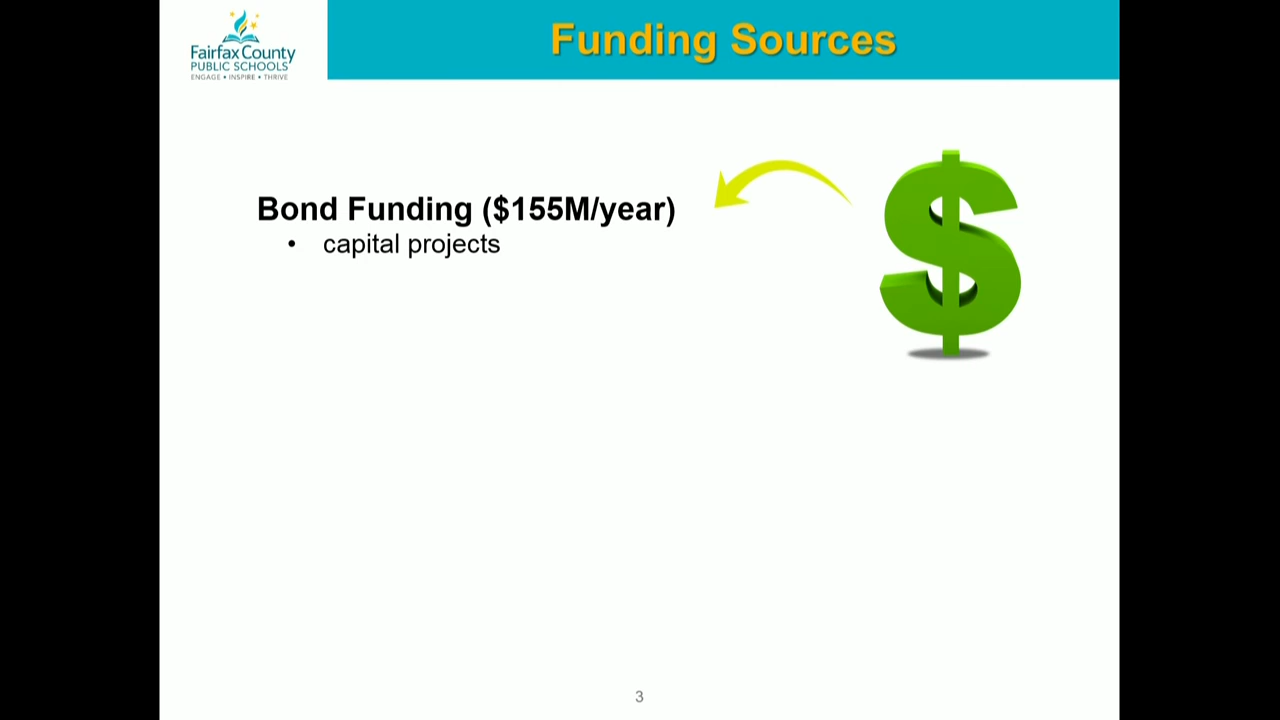 Fairfax County
PUBLIC SCHOOLS
ENGAGE • INSPIRE • THRIVE
Funding Sources
Bond Funding ($155M/year)
• capital projects
$
3